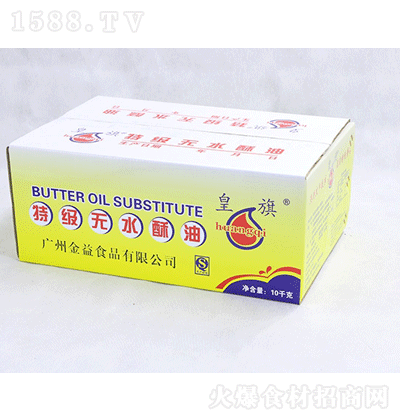 1588.TV
特级无水酥油
皇旗
BUTTER OIL SUBSTITUTE
特级无水酥油
广州金益食品有限公司
皇旗®
huangqi
净含量：10千克
火爆食材招商网